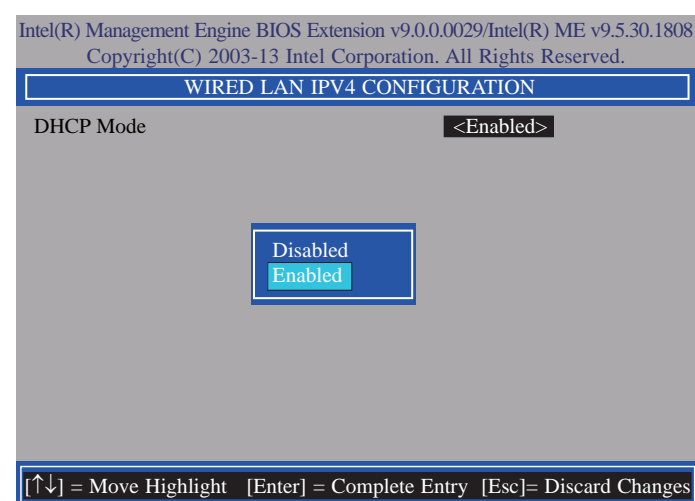 Intel(R) Management Engine BIOS Extension v9.0.0.0029/Intel(R) ME v9.5.30.1808
Copyright(C) 2003-13 Intel Corporation. All Rights Reserved.
WIRED LAN IPV4 CONFIGURATION
DHCP Mode <Enabled>
Disabled
Enabled
[↑↓] = Move Highlight [Enter] = Complete Entry [Esc]= Discard Changes